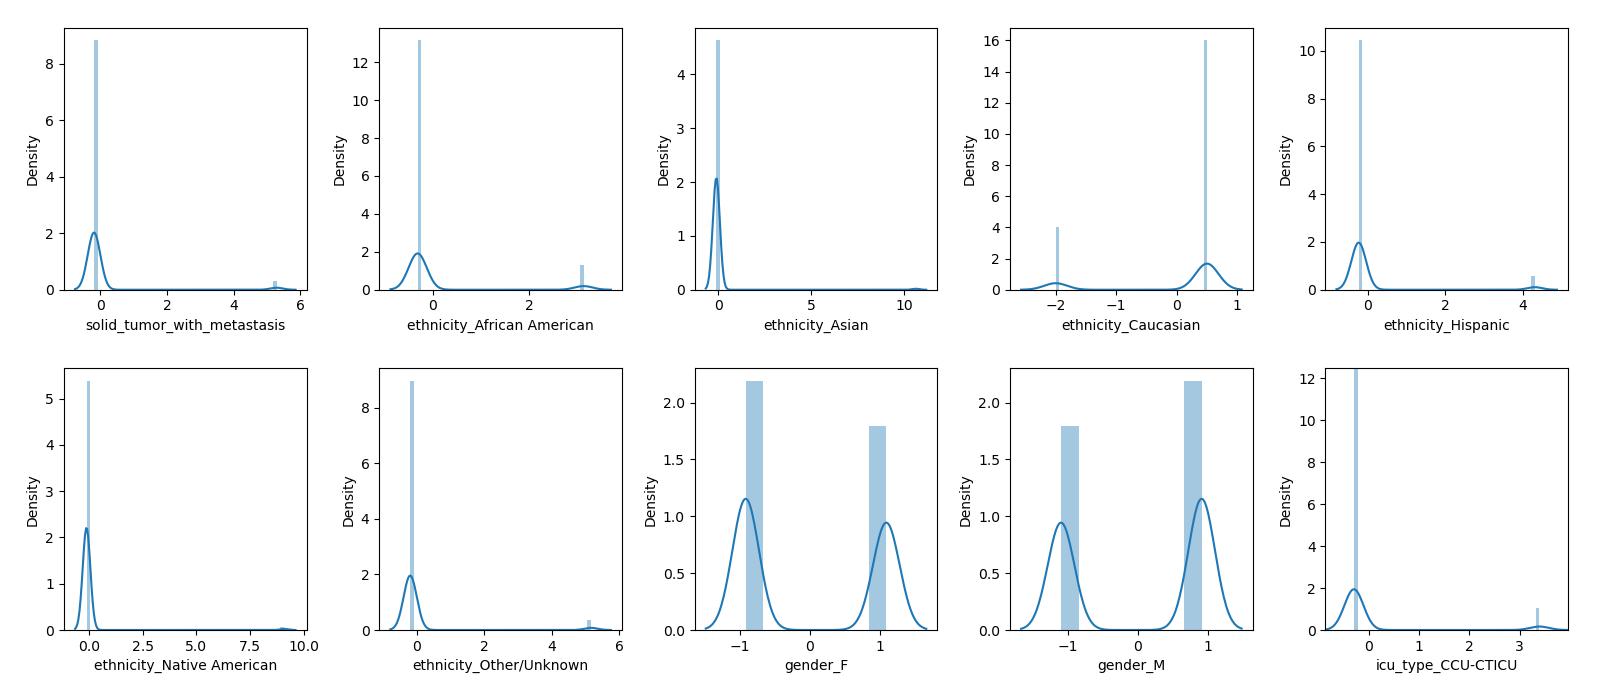 Density
8
6
4
2
0
0 2 4 6
solid_tumor_with_metastasis
Density
12
10
8
6
4
2
0
0 2
ethnicity_African American
Density
4
3
2
1
0
0 5 10
ethnicity_Asian
Density
16
14
12
10
8
6
4
2
0
−2 −1 0 1
ethnicity_Caucasian
Density
10
8
6
4
2
0
0 2 4
ethnicity_Hispanic
Density
5
4
3
2
1
0
0.0 2.5 5.0 7.5 10.0
ethnicity_Native American
Density
8
6
4
2
0
0 2 4 6
ethnicity_Other/Unknown
Density
2.0
1.5
1.0
0.5
0.0
−1 0 1
gender_F
Density
2.0
1.5
1.0
0.5
0.0
−1 0 1
gender_M
Density
12
10
8
6
4
2
0
0 1 2 3
icu_type_CCU-CTICU